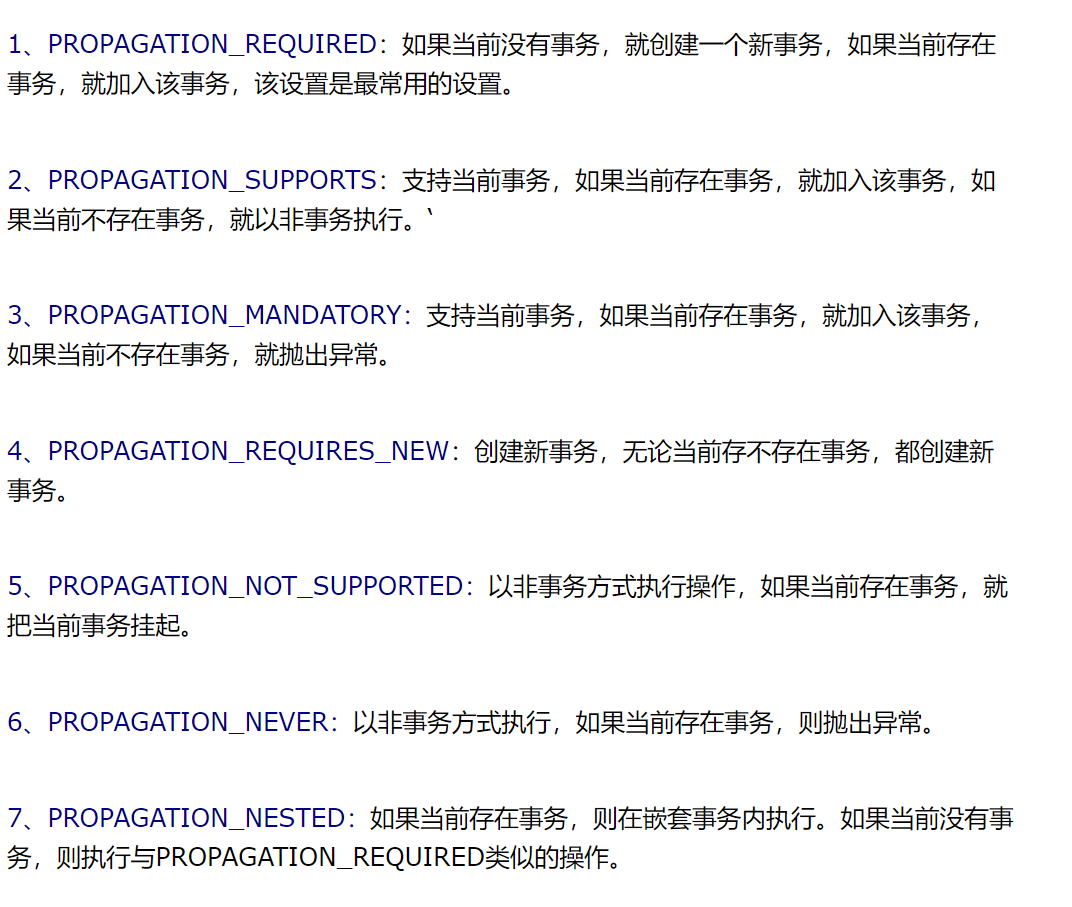 1、PROPAGATION_REQUIRED：如果当前没有事务，就创建一个新事务，如果当前存在
事务，就加入该事务，该设置是最常用的设置。
2、PROPAGATION_SUPPORTS：支持当前事务，如果当前存在事务，就加入该事务，如
果当前不存在事务，就以非事务执行。‵
3、PROPAGATION_MANDATORY：支持当前事务，如果当前存在事务，就加入该事务，
如果当前不存在事务，就抛出异常。
4、PROPAGATION_REQUIRES_NEW：创建新事务，无论当前存不存在事务，都创建新
事务。
5、PROPAGATION_NOT_SUPPORTED：以非事务方式执行操作，如果当前存在事务，就
把当前事务挂起。
6、PROPAGATION_NEVER：以非事务方式执行，如果当前存在事务，则抛出异常。
7、PROPAGATION_NESTED：如果当前存在事务，则在嵌套事务内执行。如果当前没有事
务，则执行与PROPAGATION_REQUIRED类似的操作。